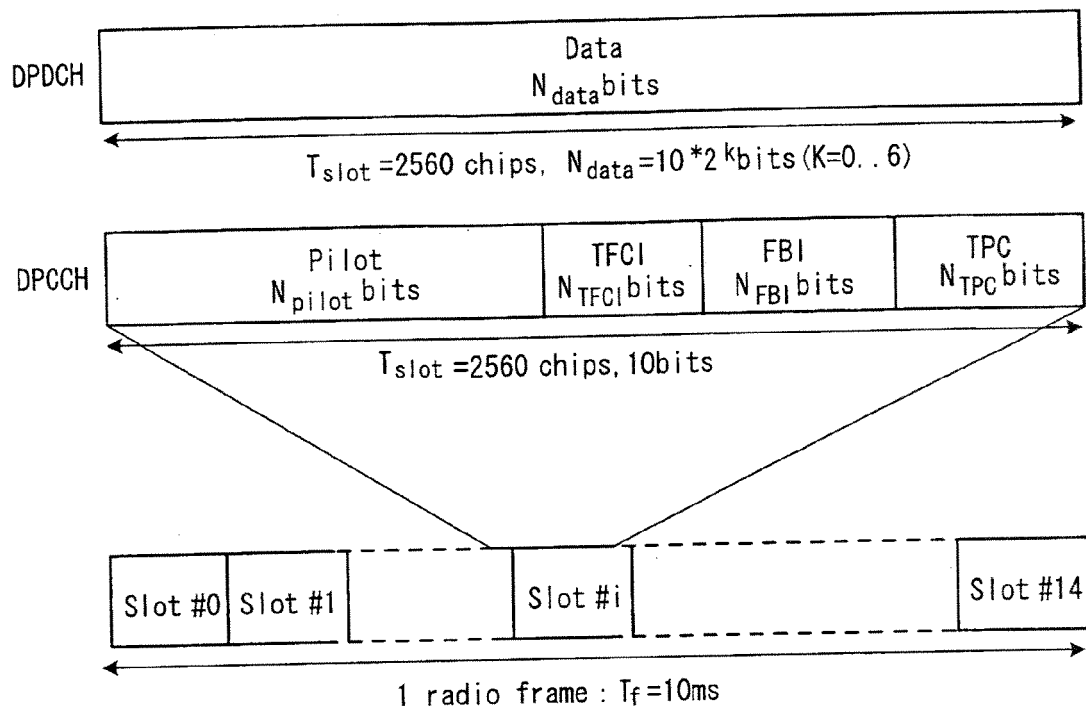 DPDCH
Data
N_data bits
T_slot =2560 chips, N_data=10*2^k bits (K=0..6)
DPCCH
Pilot
N_pilot bits
TFCI
N_TFCI bits
FBI
N_FBI bits
TPC
N_TPC bits
T_slot =2560 chips, 10bits
Slot #0
Slot #1
Slot #i
Slot #14
1 radio frame : T_f=10ms